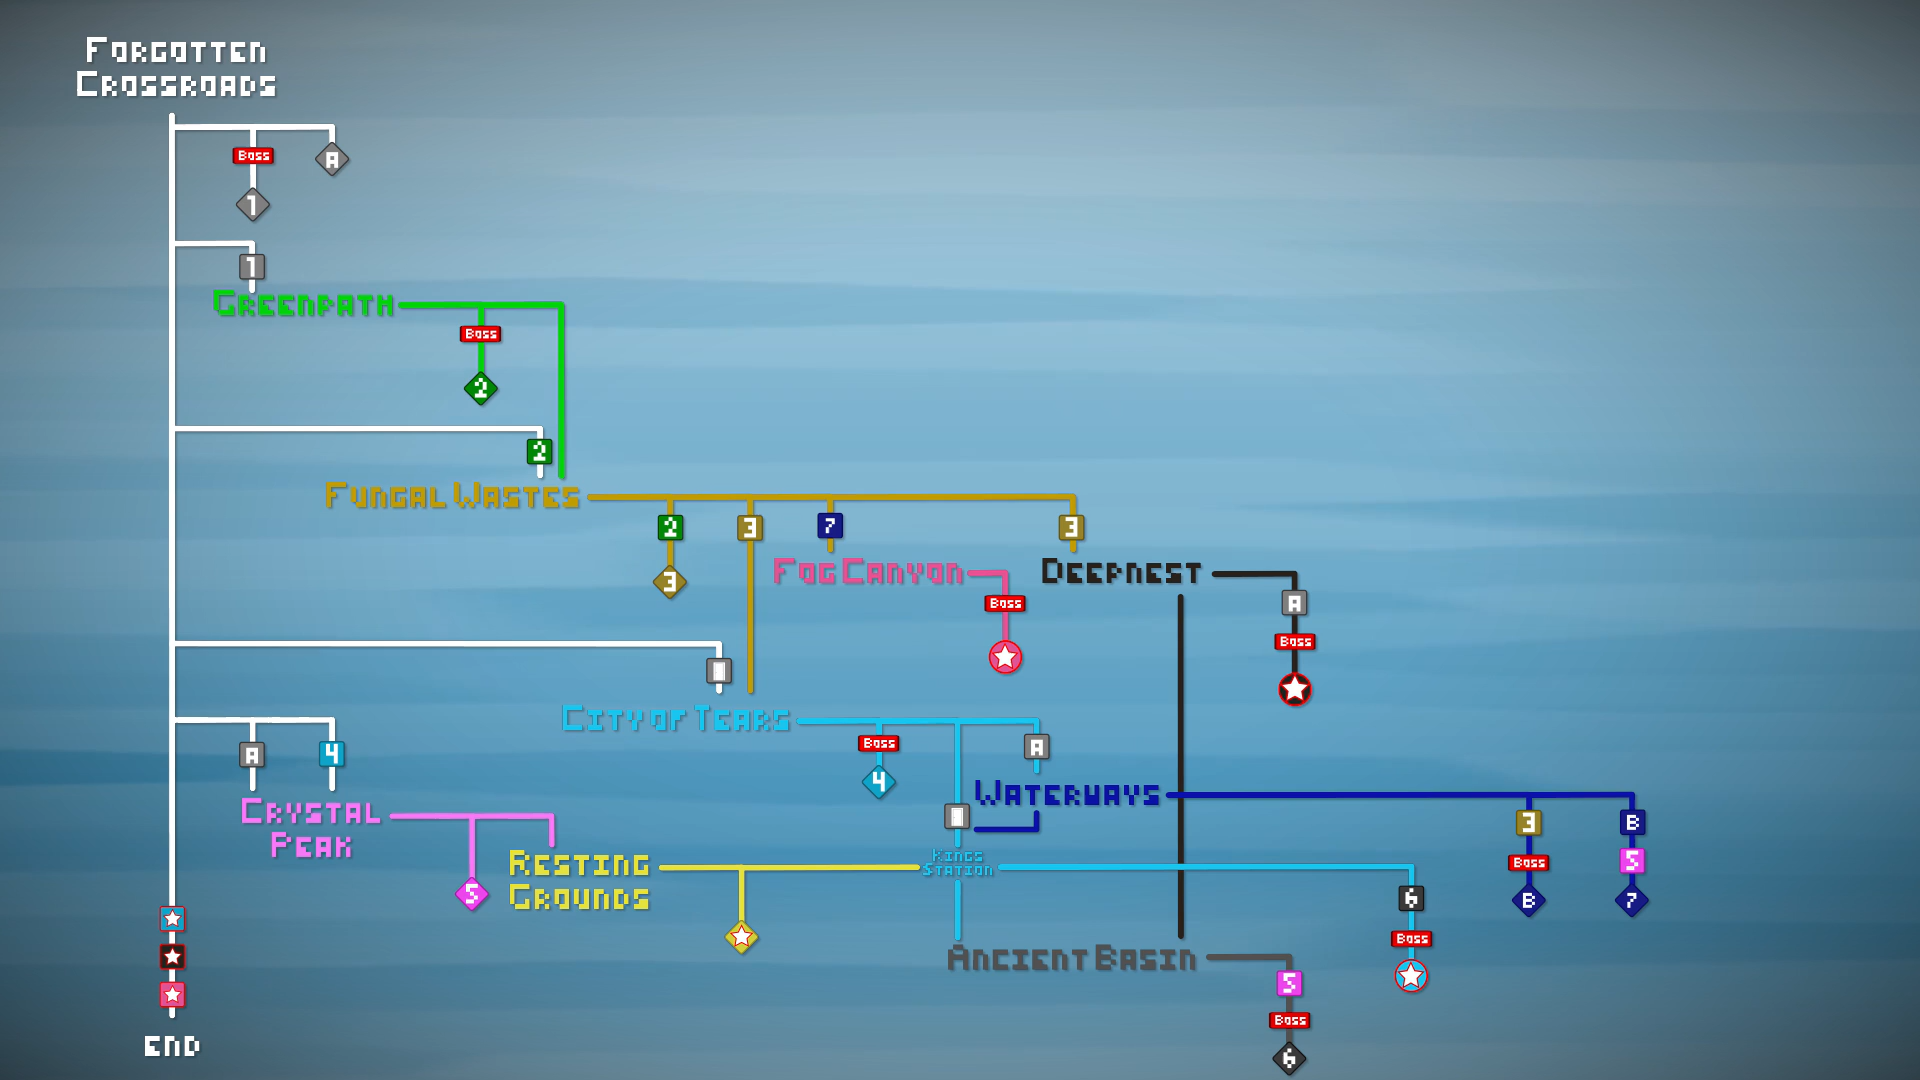 Forgotten
Crossroads
Boss
A
1
1
Greenpath
Boss
2
2
Fungal Wastes
2
3
7
3
Fog Canyon
Deepnest
3
Boss
A
Boss
City of Tears
A
4
Boss
A
4
Waterways
Crystal
Peak
3
B
Resting
Grounds
Kings
Station
Boss
5
5
6
B
7
Boss
Ancient Basin
5
Boss
END
6